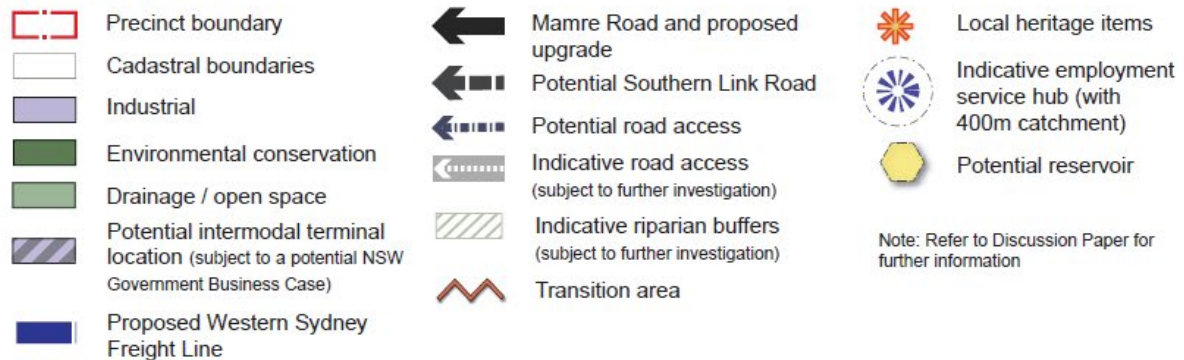 Precinct boundary
Cadastral boundaries
Industrial
Environmental conservation
Drainage / open space
Potential intermodal terminal
location (subject to a potential NSW
Government Business Case)
Proposed Western Sydney
Freight Line
Mamre Road and proposed
upgrade
Potential Southern Link Road
Potential road access
Indicative road access
(subject to further investigation)
Indicative riparian buffers
(subject to further investigation)
Transition area
Local heritage items
Indicative employment
service hub (with
400m catchment)
Potential reservoir
Note: Refer to Discussion Paper for
further information